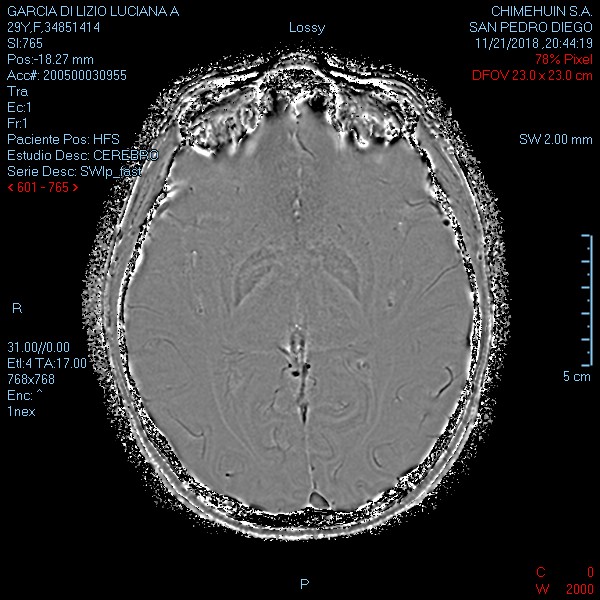 GARCIA DI LIZIO LUCIANA A
29Y,F,34851414
Sl:765
Pos:-18.27 mm
Acc#: 200500030955
Tra
Ec:1
Fr:1
Paciente Pos: HFS
Estudio Desc: CEREBRO
Serie Desc: SWIp_fast
< 601 - 765 >
Lossy
CHIMEHUIN S.A.
SAN PEDRO DIEGO
11/21/2018 ,20:44:19
78% Pixel
DFOV 23.0 x 23.0 cm
SW 2.00 mm
R
31.00//0.00
Etl:4 TA:17.00
768x768
Enc: ^
1nex
5 cm
P
C 0
W 2000